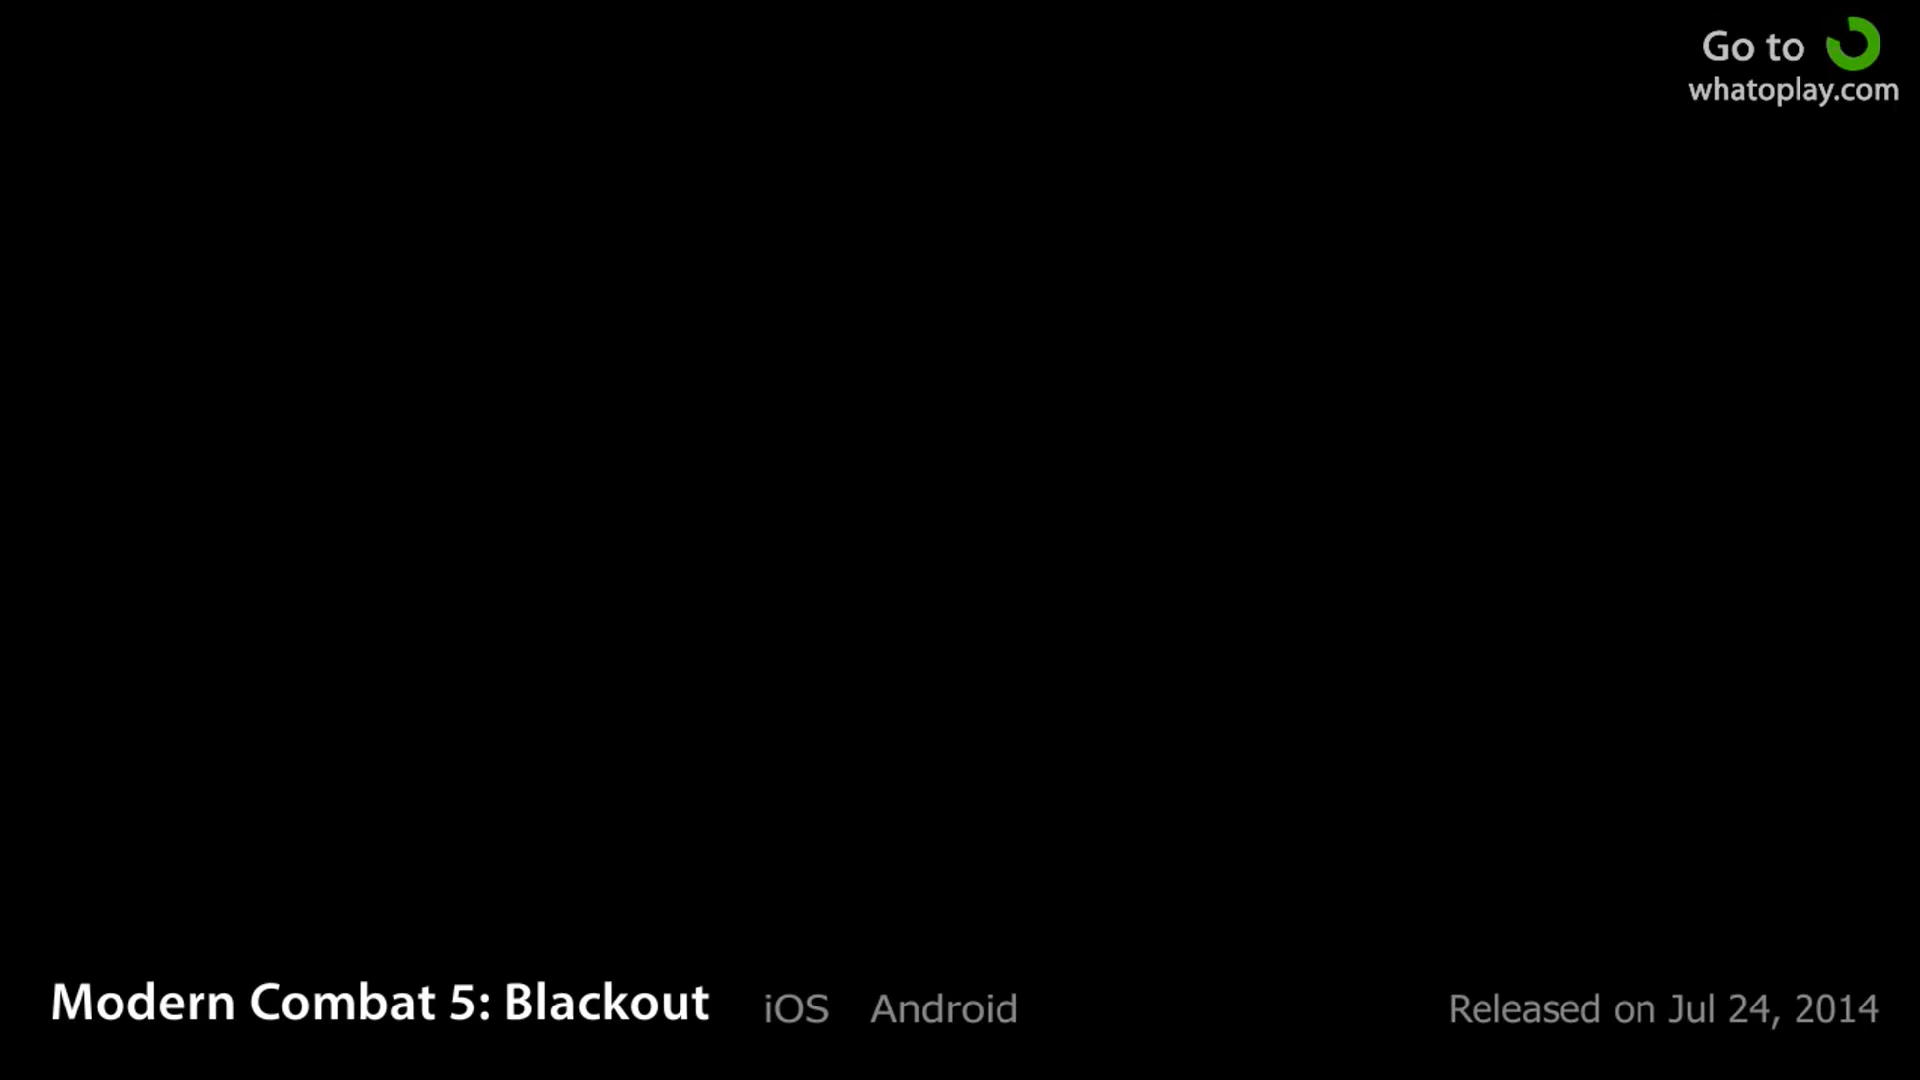 Go to
whatoplay.com
Modern Combat 5: Blackout iOS Android Released on Jul 24, 2014